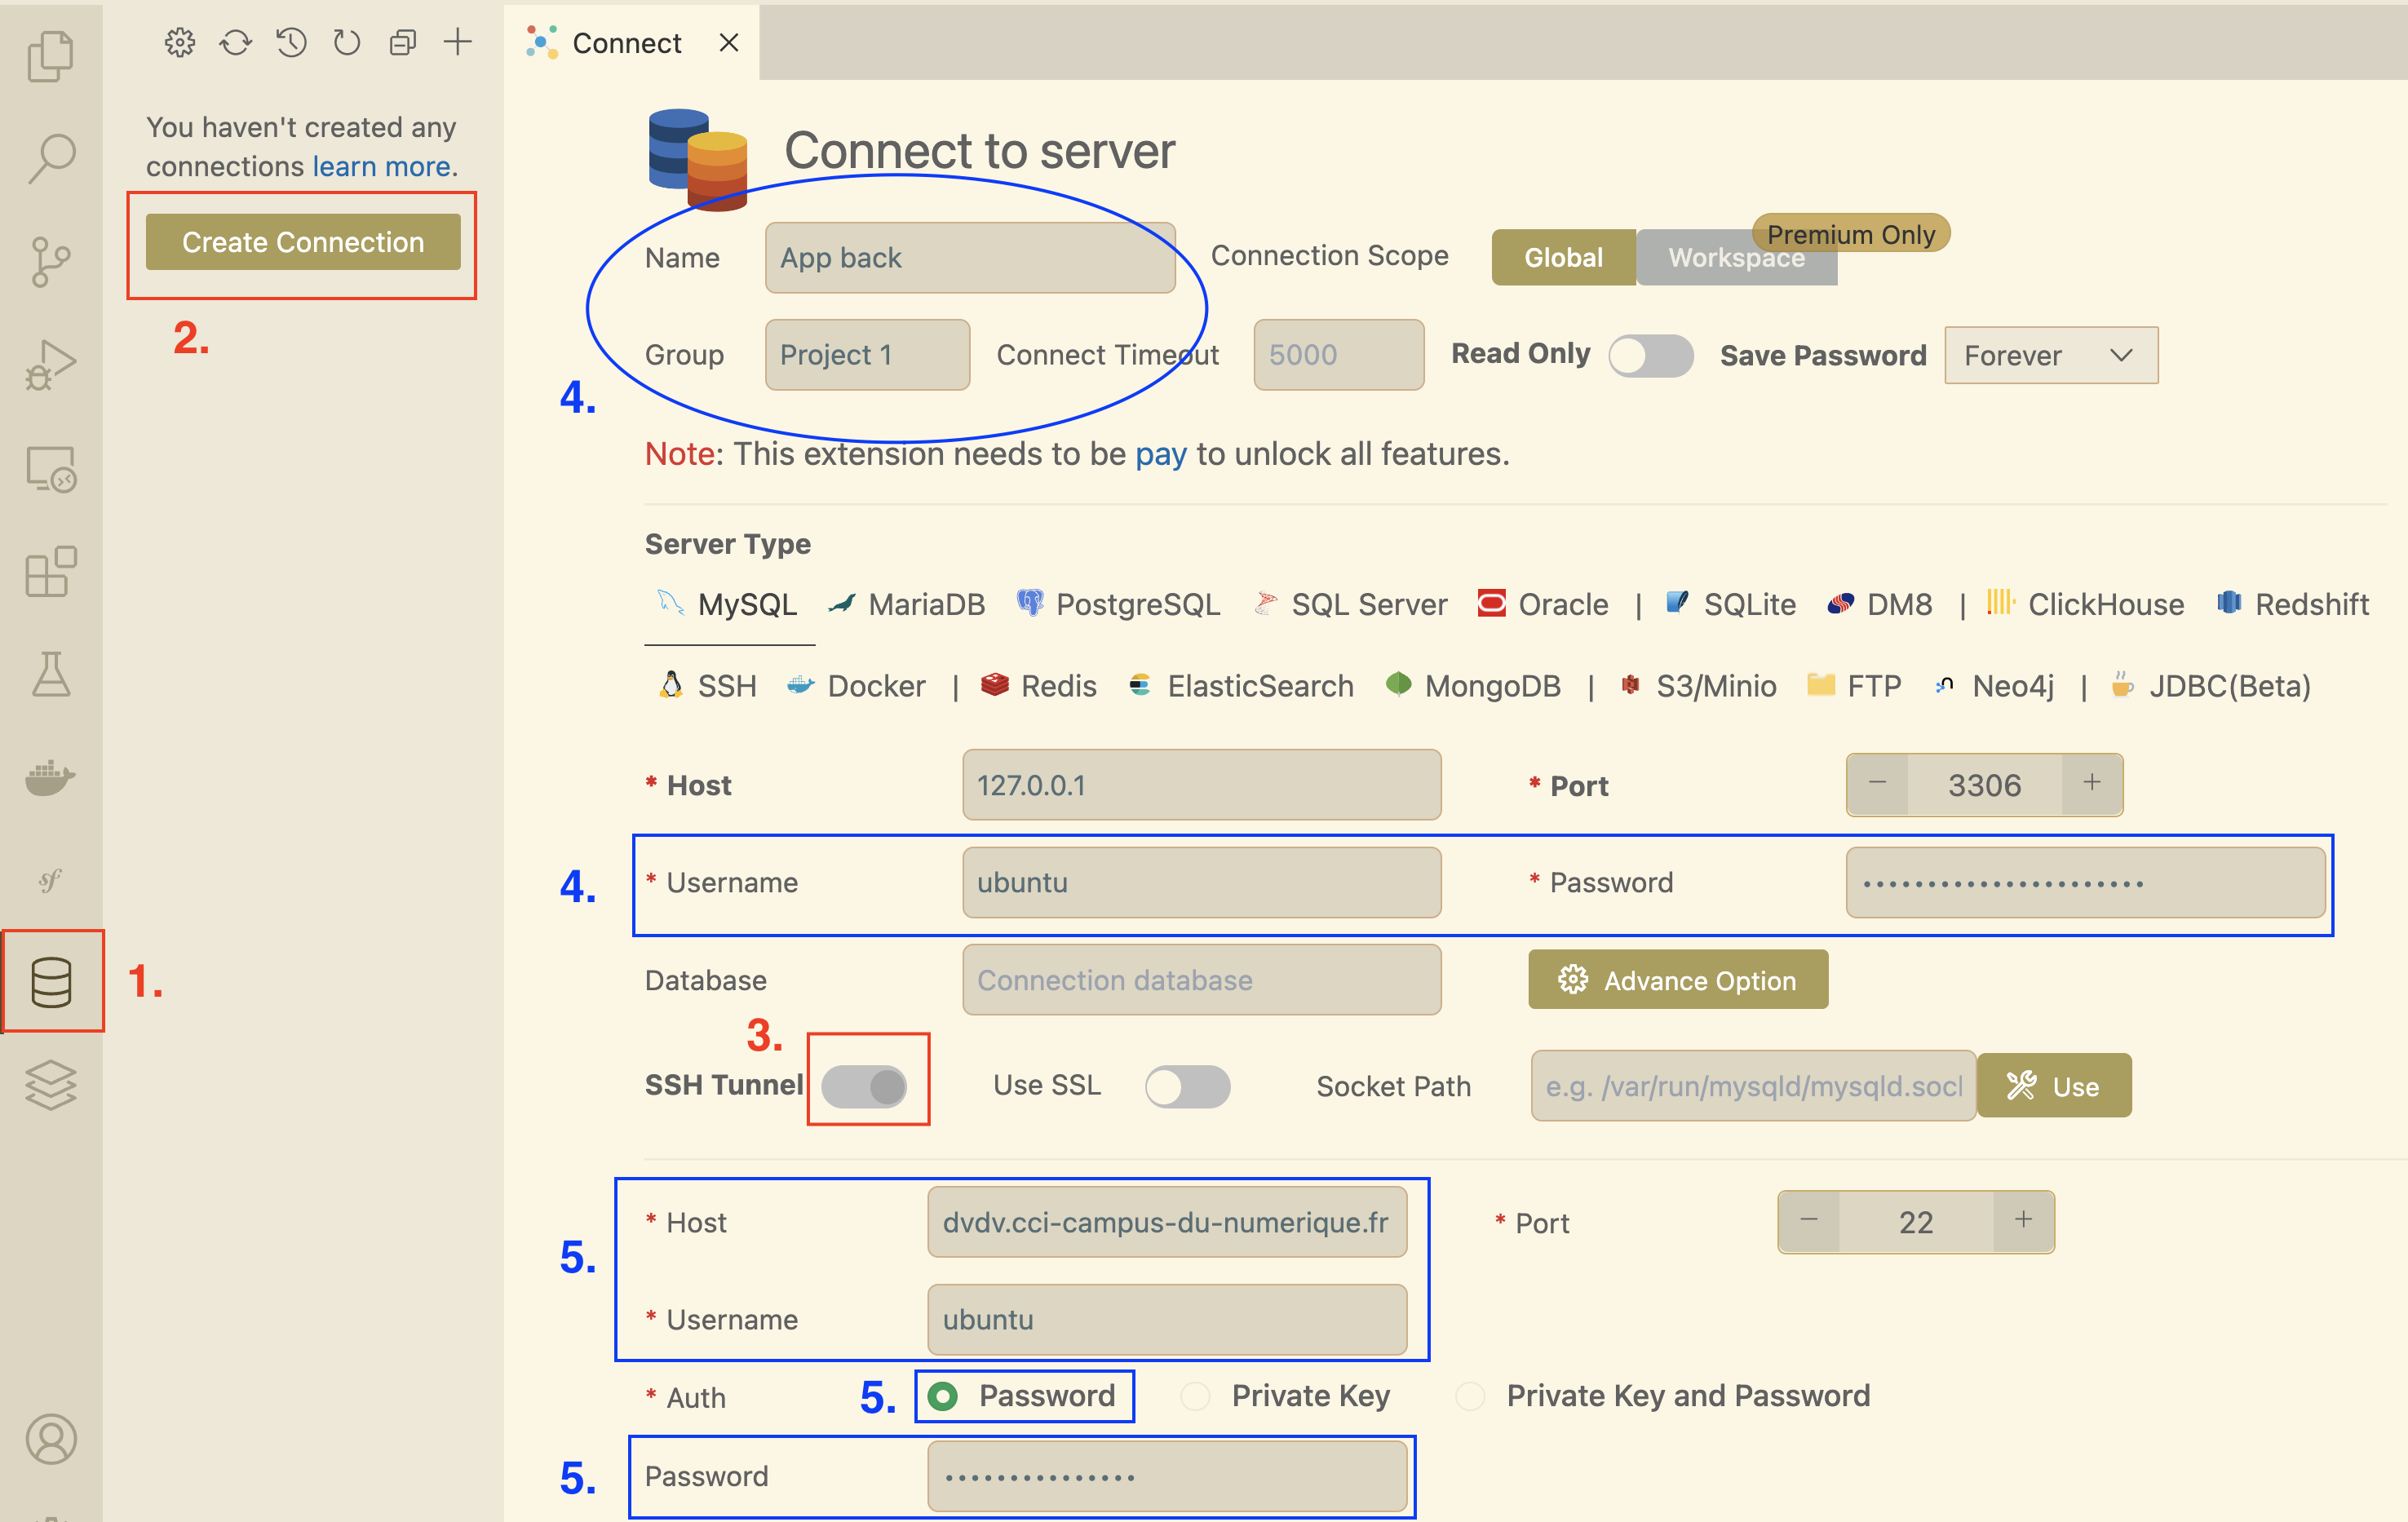 Connect
You haven't created any
connections learn more.
Create Connection
2.
Connect to server
Name App back Connection Scope Global Workspace Premium Only
Group Project 1 Connect Timeout 5000 Read Only Save Password Forever
4.
Note: This extension needs to be pay to unlock all features.
Server Type
MySQL MariaDB PostgreSQL SQL Server Oracle | SQLite DM8 | ClickHouse Redshift
SSH Docker | Redis ElasticSearch MongoDB | S3/Minio FTP Neo4j | JDBC(Beta)
* Host 127.0.0.1 * Port − 3306 +
4. * Username ubuntu * Password ••••••••••••••••••••••
sf
1.
Database Connection database Advance Option
3.
SSH Tunnel Use SSL Socket Path e.g. /var/run/mysqld/mysqld.socl Use
* Host dvdv.cci-campus-du-numerique.fr * Port − 22 +
5.
* Username ubuntu
* Auth 5. Password Private Key Private Key and Password
5. Password •••••••••••••••